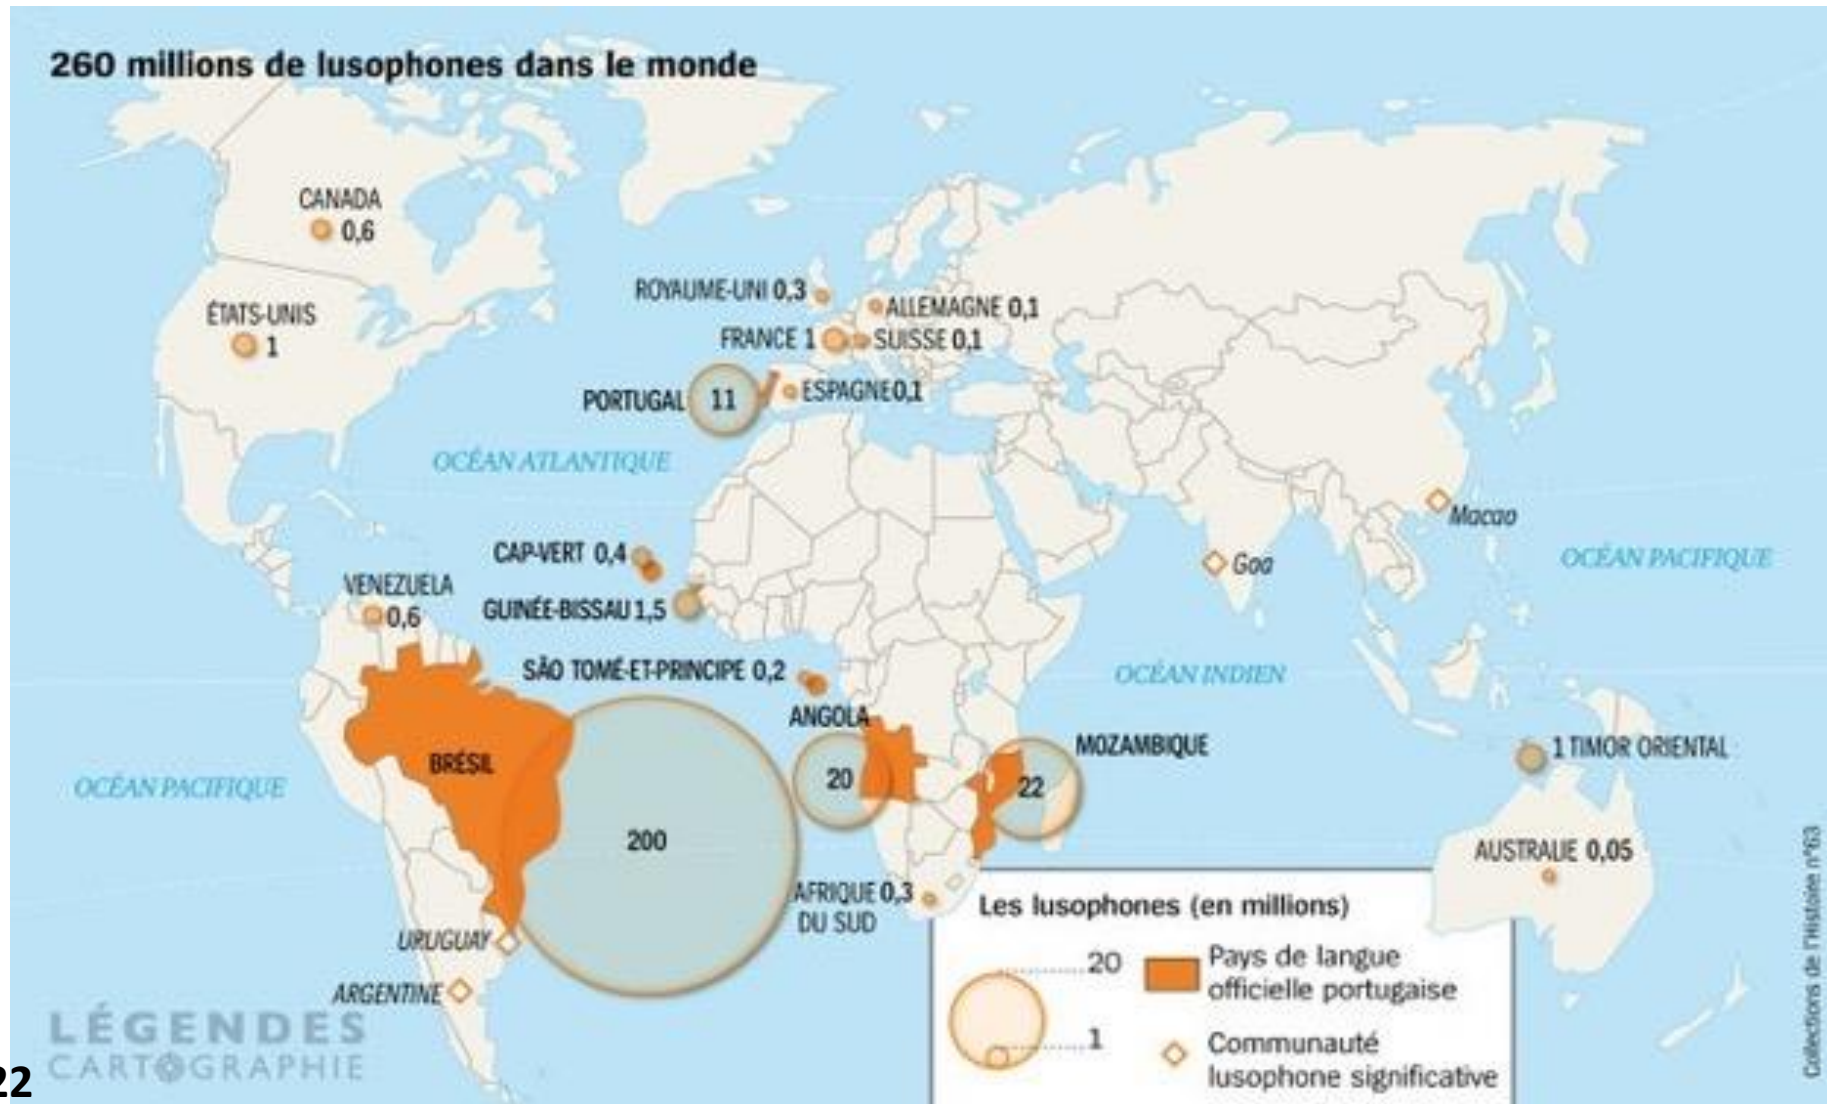 260 millions de lusophones dans le monde
CANADA
0,6
ÉTATS-UNIS
1
ROYAUME-UNI 0,3
ALLEMAGNE 0,1
FRANCE 1
SUISSE 0,1
PORTUGAL 11
ESPAGNE 0,1
OCÉAN ATLANTIQUE
Macao
CAP-VERT 0,4
Goa
OCÉAN PACIFIQUE
VENEZUELA
0,6
GUINÉE-BISSAU 1,5
SÃO TOMÉ-ET-PRINCIPE 0,2
OCÉAN INDIEN
ANGOLA
20
MOZAMBIQUE
22
1 TIMOR ORIENTAL
BRÉSIL
OCÉAN PACIFIQUE
200
AUSTRALIE 0,05
AFRIQUE 0,3
DU SUD
URUGUAY
ARGENTINE
Les lusophones (en millions)
20
1
Pays de langue
officielle portugaise
Communauté
lusophone significative
LÉGENDES
CARTOGRAPHIE
22
Collections de l'Histoire n°63